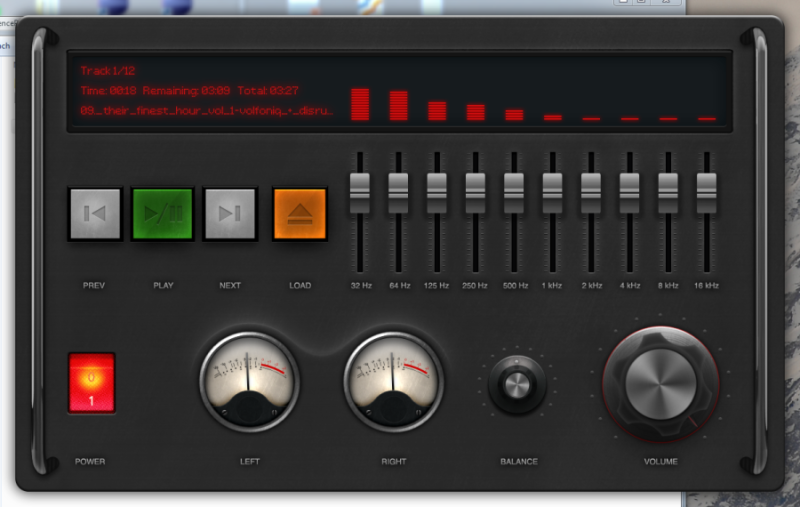 Track 1/12
Time: 00:18 Remaining: 03:09 Total: 03:27
09_their_finest_hour_vol_1-volfoniq_-_disru...
PREV PLAY NEXT LOAD
32 Hz 64 Hz 125 Hz 250 Hz 500 Hz 1 kHz 2 kHz 4 kHz 8 kHz 16 kHz
0
1
POWER LEFT RIGHT BALANCE VOLUME